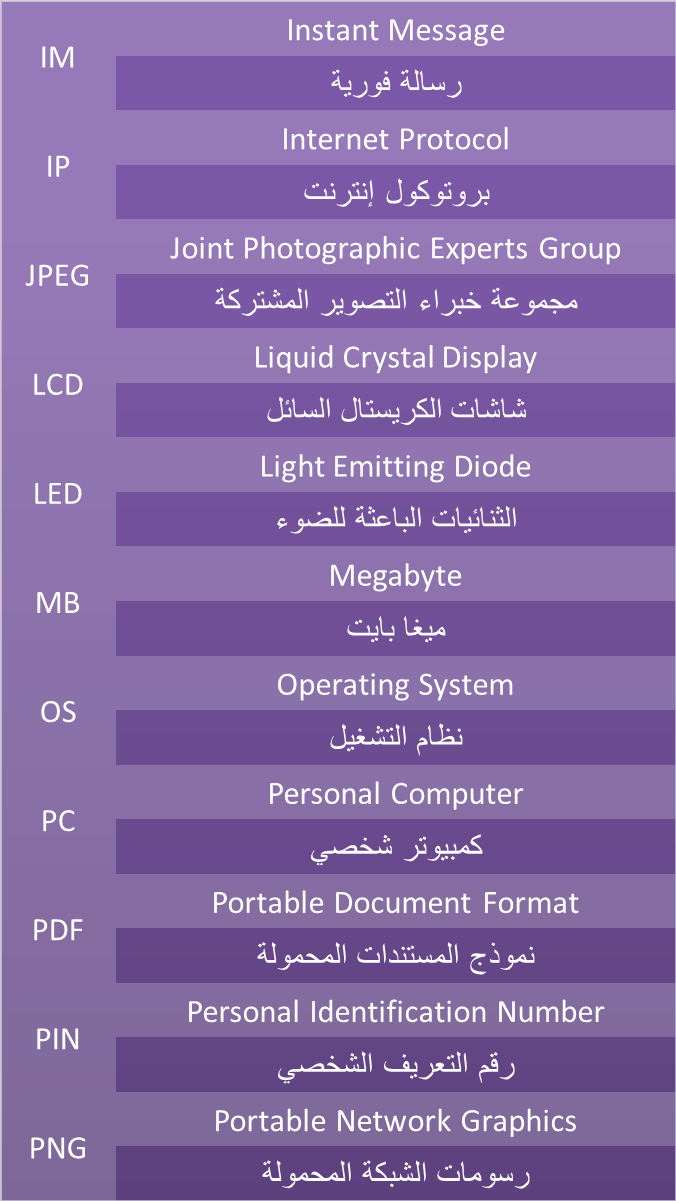 IM
Instant Message
رسالة فورية
IP
Internet Protocol
بروتوكول إنترنت
JPEG
Joint Photographic Experts Group
مجموعة خبراء التصوير المشتركة
LCD
Liquid Crystal Display
شاشات الكريستال السائل
LED
Light Emitting Diode
الثنائيات الباعثة للضوء
MB
Megabyte
ميغا بايت
OS
Operating System
نظام التشغيل
PC
Personal Computer
كمبيوتر شخصي
PDF
Portable Document Format
نموذج المستندات المحمولة
PIN
Personal Identification Number
رقم التعريف الشخصي
PNG
Portable Network Graphics
رسومات الشبكة المحمولة